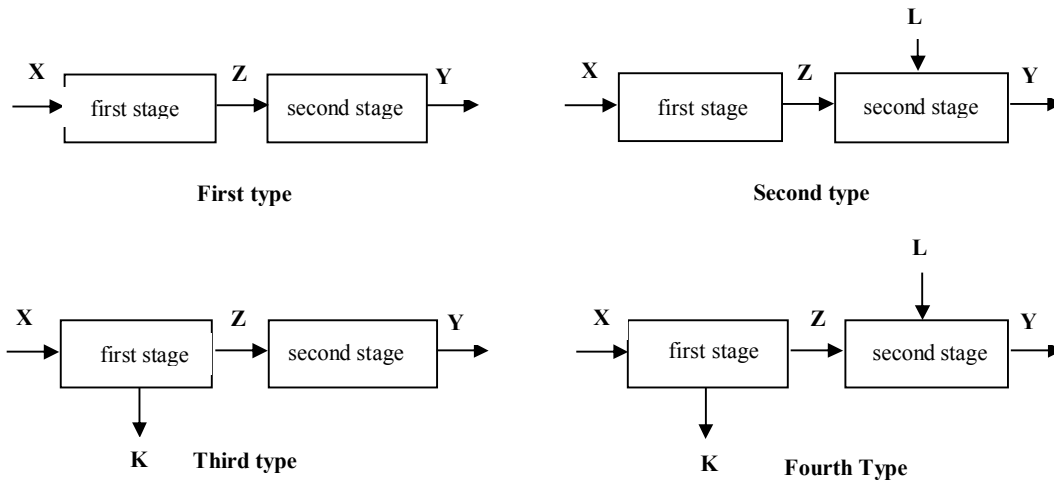 X
first stage
Z
second stage
Y
First type
X
first stage
Z
L
second stage
Y
Second type
X
first stage
Z
second stage
Y
K
Third type
X
first stage
Z
L
second stage
Y
K
Fourth Type